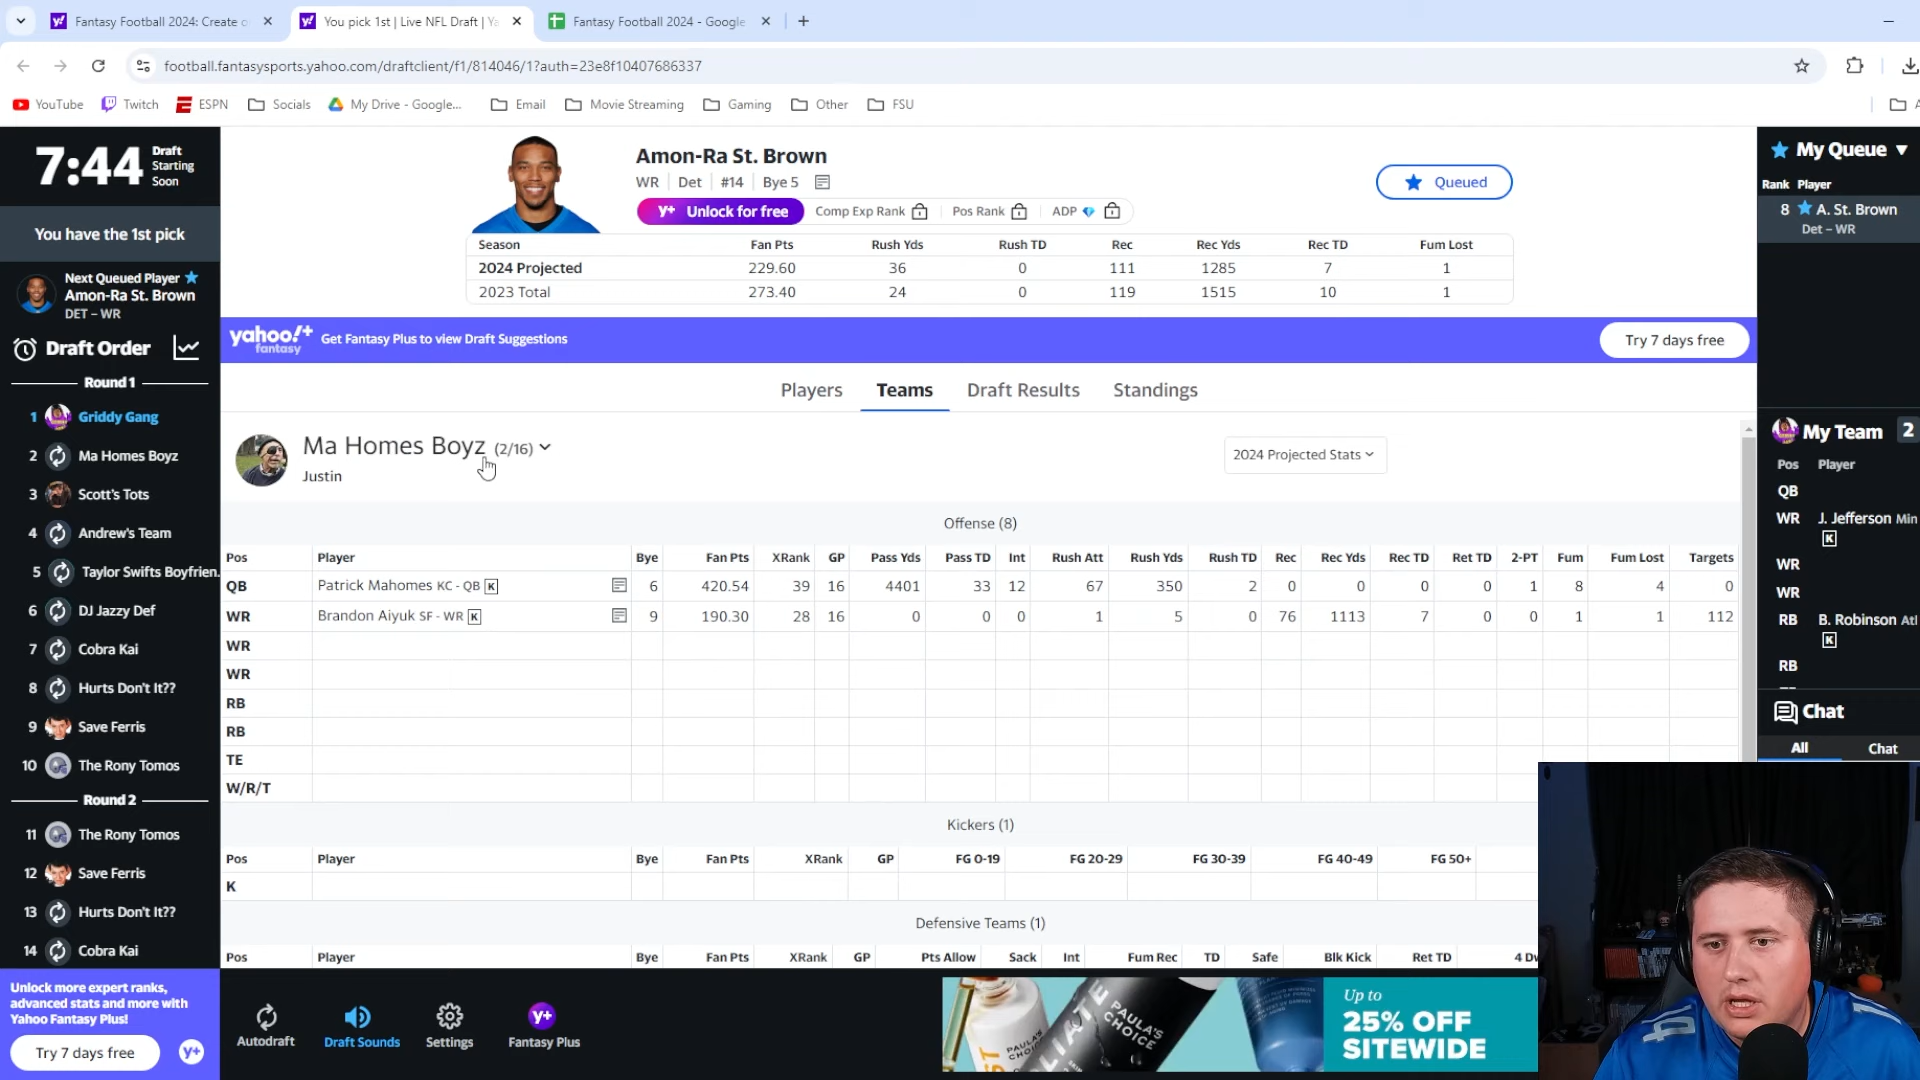 Fantasy Football 2024: Create o
You pick 1st | Live NFL Draft | Ya
Fantasy Football 2024 - Google
football.fantasysports.yahoo.com/draftclient/f1/814046/1?auth=23e8f10407686337
YouTube
Twitch
ESPN
Socials
My Drive - Google...
Email
Movie Streaming
Gaming
Other
FSU
7:44
Draft
Starting
Soon
You have the 1st pick
Next Queued Player
Amon-Ra St. Brown
DET – WR
Draft Order
Round 1
1 Griddy Gang
2 Ma Homes Boyz
3 Scott's Tots
4 Andrew's Team
5 Taylor Swifts Boyfrien.
6 DJ Jazzy Def
7 Cobra Kai
8 Hurts Don't It??
9 Save Ferris
10 The Rony Tomos
Round 2
11 The Rony Tomos
12 Save Ferris
13 Hurts Don't It??
14 Cobra Kai
Unlock more expert ranks,
advanced stats and more with
Yahoo Fantasy Plus!
Try 7 days free y+
Amon-Ra St. Brown
WR Det #14 Bye 5
y+ Unlock for free Comp Exp Rank Pos Rank ADP
Queued
Season Fan Pts Rush Yds Rush TD Rec Rec Yds Rec TD Fum Lost
2024 Projected 229.60 36 0 111 1285 7 1
2023 Total 273.40 24 0 119 1515 10 1
yahoo!+
fantasy
Get Fantasy Plus to view Draft Suggestions
Try 7 days free
Players Teams Draft Results Standings
Ma Homes Boyz (2/16)
Justin
2024 Projected Stats
Offense (8)
Pos Player Bye Fan Pts XRank GP Pass Yds Pass TD Int Rush Att Rush Yds Rush TD Rec Rec Yds Rec TD Ret TD 2-PT Fum Fum Lost Targets
QB Patrick Mahomes KC - QB K 6 420.54 39 16 4401 33 12 67 350 2 0 0 0 0 1 8 4 0
WR Brandon Aiyuk SF - WR K 9 190.30 28 16 0 0 0 1 5 0 76 1113 7 0 0 1 1 112
WR
WR
RB
RB
TE
W/R/T
Kickers (1)
Pos Player Bye Fan Pts XRank GP FG 0-19 FG 20-29 FG 30-39 FG 40-49 FG 50+
K
Defensive Teams (1)
Pos Player Bye Fan Pts XRank GP Pts Allow Sack Int Fum Rec TD Safe Blk Kick Ret TD 4 Dw
Autodraft
Draft Sounds
Settings
y+
Fantasy Plus
PAULA'S
CHOICE
Up to
25% OFF
SITEWIDE
My Queue
Rank Player
8 A. St. Brown
Det – WR
My Team 2
Pos Player
QB
WR J. Jefferson Min
K
WR
WR
RB B. Robinson Atl
K
RB
Chat
All Chat